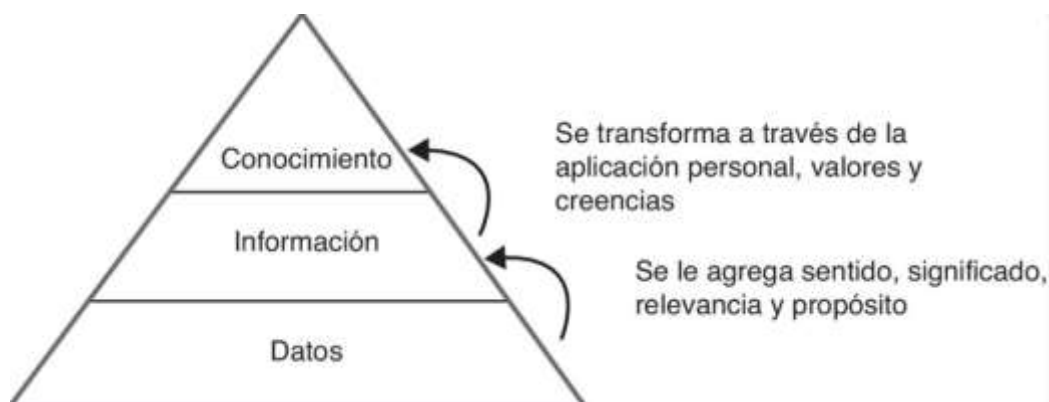 Se transforma a través de la
aplicación personal, valores y
creencias
Conocimiento
Información
Se le agrega sentido, significado,
relevancia y propósito
Datos